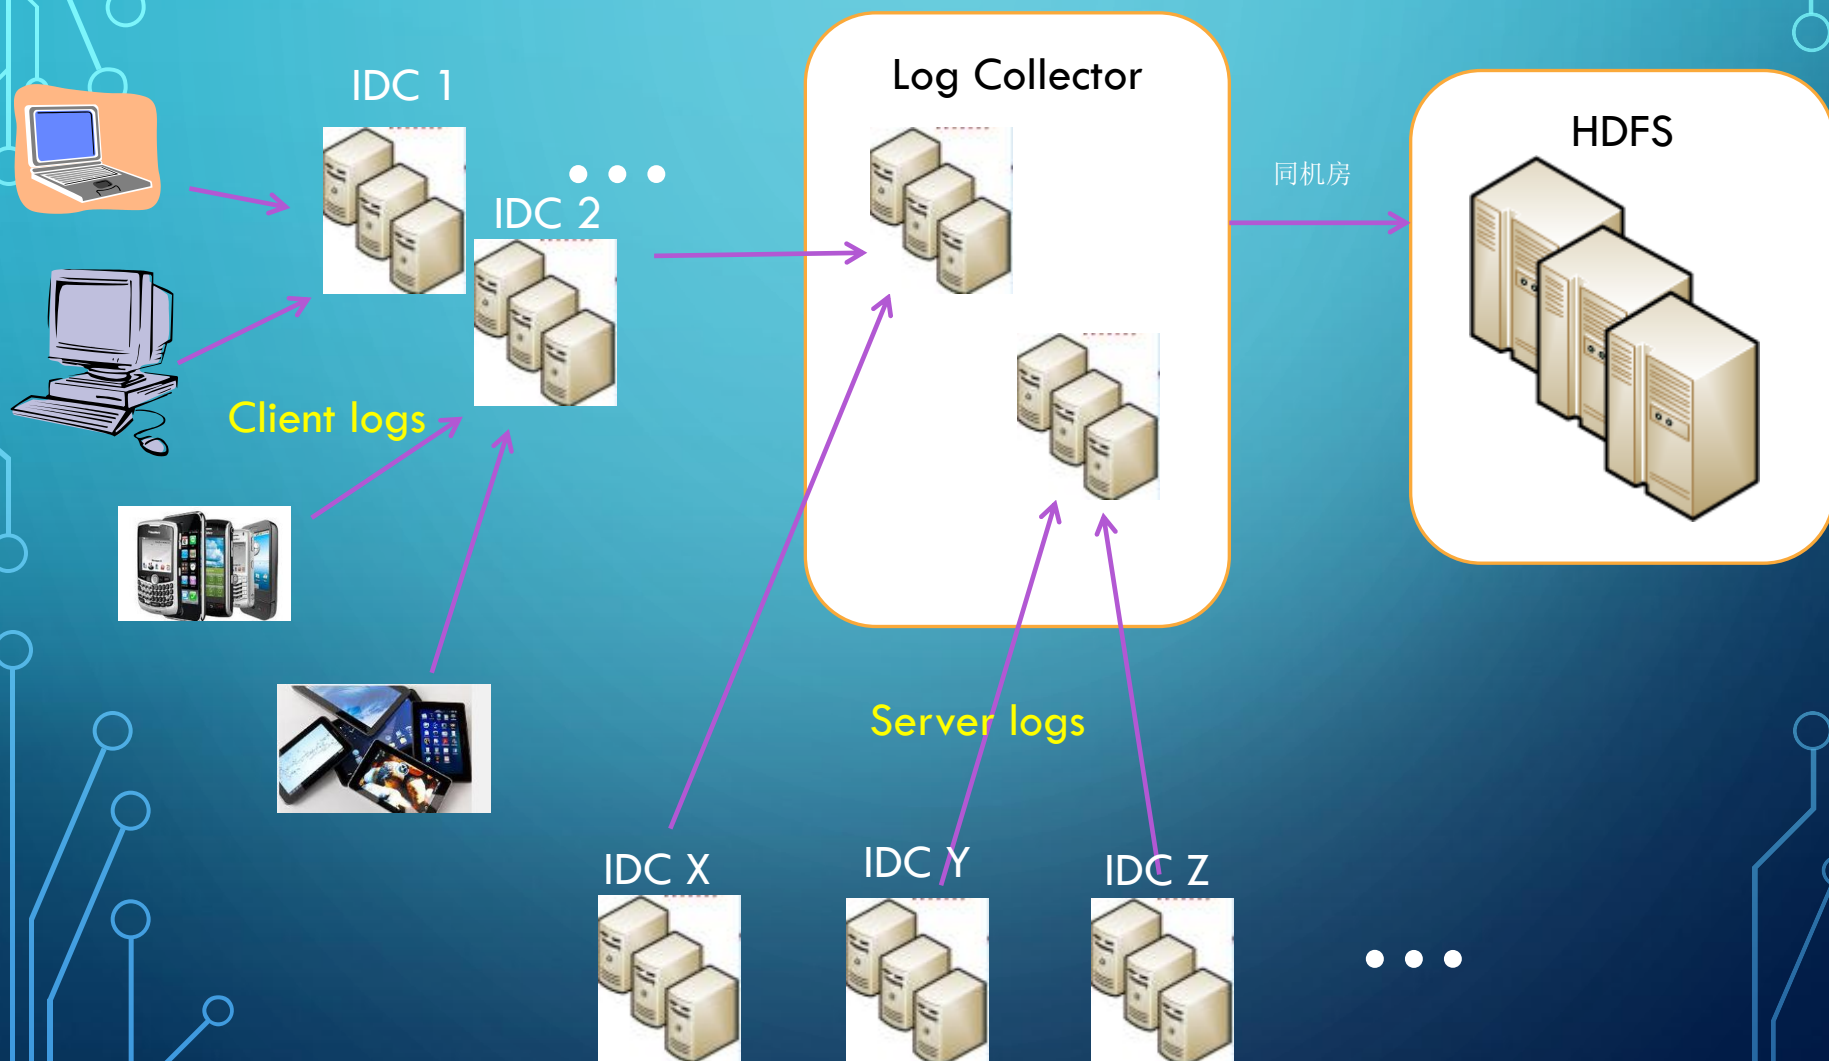 IDC 1
Log Collector
HDFS
同机房
IDC 2
Client logs
Server logs
IDC X
IDC Y
IDC Z